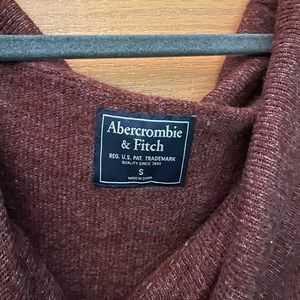 Abercrombie
& Fitch
REG. U.S. PAT. TRADEMARK
QUALITY SINCE 1892
S
MADE IN CHINA